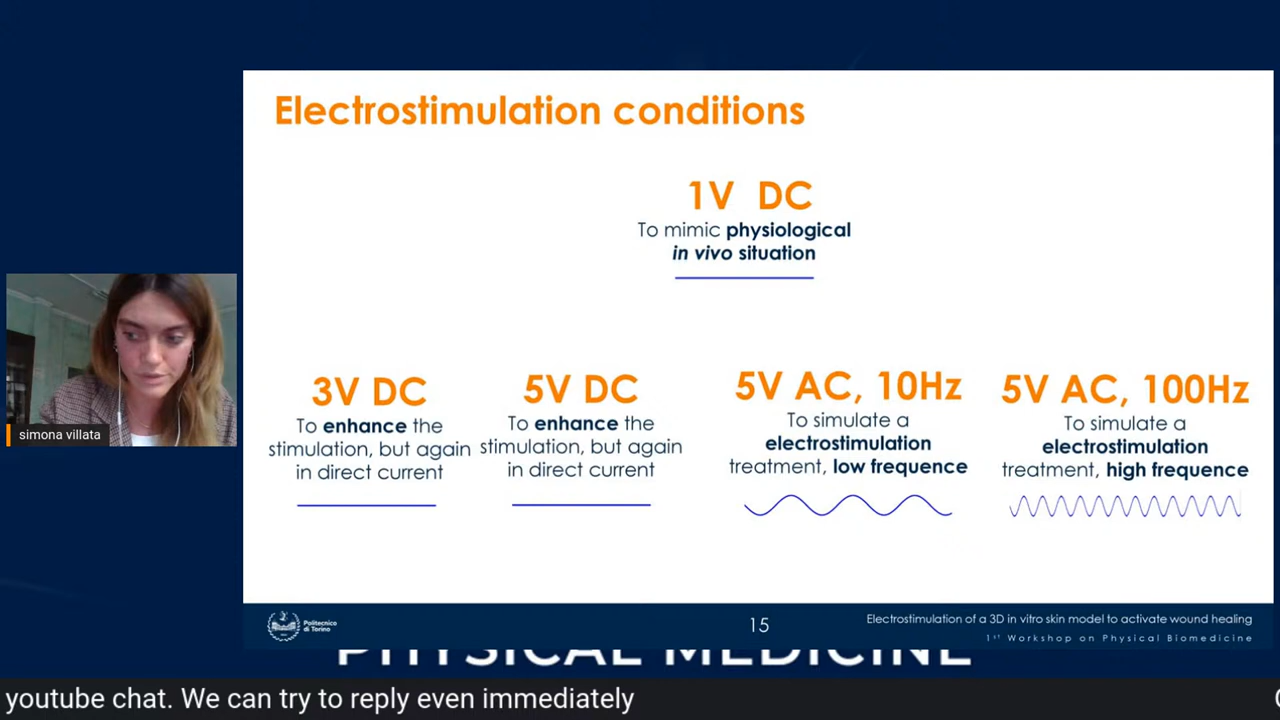 Electrostimulation conditions
1V DC
To mimic physiological
in vivo situation
3V DC
To enhance the
stimulation, but again
in direct current
5V DC
To enhance the
stimulation, but again
in direct current
5V AC, 10Hz
To simulate a
electrostimulation
treatment, low frequence
5V AC, 100Hz
To simulate a
electrostimulation
treatment, high frequence
simona villata
Politecnico
di Torino
15
Electrostimulation of a 3D in vitro skin model to activate wound healing
1st Workshop on Physical Biomedicine
PHYSICAL MEDICINE
youtube chat. We can try to reply even immediately